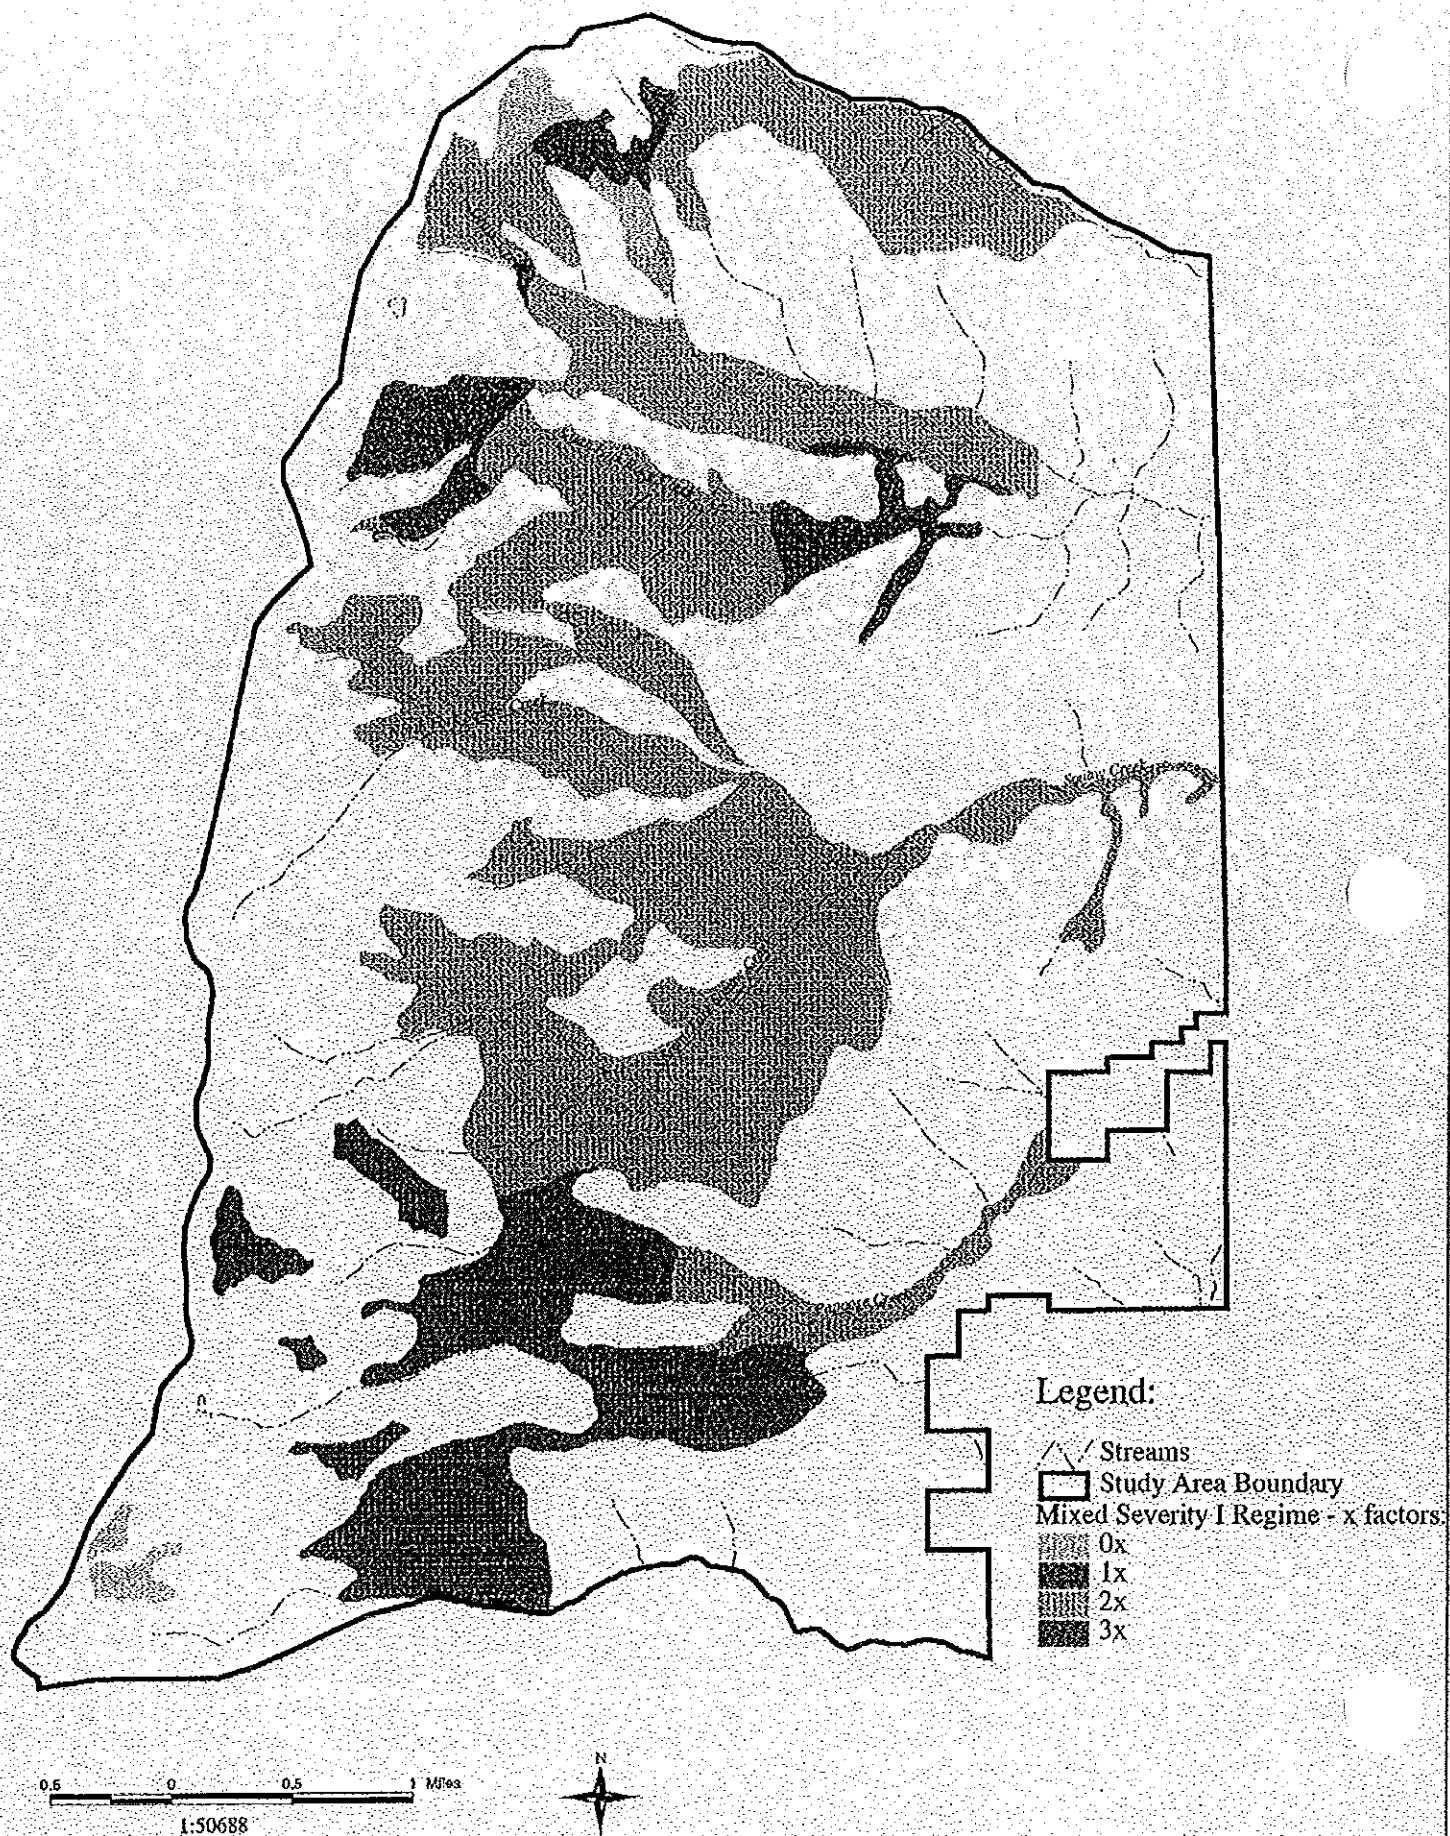 Creek
Legend:
Streams
Study Area Boundary
Mixed Severity I Regime - x factors:
0x
1x
2x
3x
N
0.5 0 0.5 1 Miles
1:50688